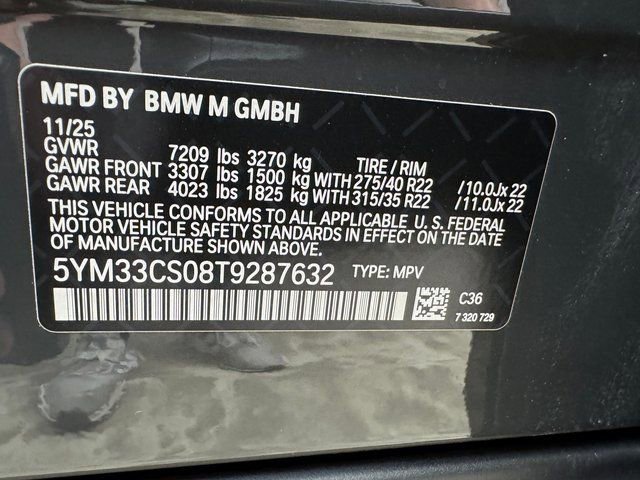 MFD BY BMW M GMBH
11/25
GVWR 7209 lbs 3270 kg TIRE / RIM
GAWR FRONT 3307 lbs 1500 kg WITH 275/40 R22 /10.0Jx 22
GAWR REAR 4023 lbs 1825 kg WITH 315/35 R22 /11.0Jx 22
THIS VEHICLE CONFORMS TO ALL APPLICABLE U. S. FEDERAL
MOTOR VEHICLE SAFETY STANDARDS IN EFFECT ON THE DATE
OF MANUFACTURE SHOWN ABOVE.
5YM33CS08T9287632 TYPE: MPV
C36
7 320 729